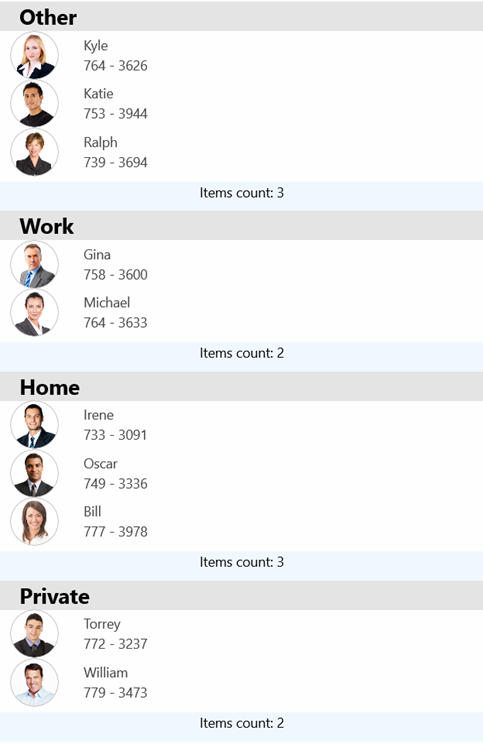 Other
Kyle
764 - 3626
Katie
753 - 3944
Ralph
739 - 3694
Items count: 3
Work
Gina
758 - 3600
Michael
764 - 3633
Items count: 2
Home
Irene
733 - 3091
Oscar
749 - 3336
Bill
777 - 3978
Items count: 3
Private
Torrey
772 - 3237
William
779 - 3473
Items count: 2